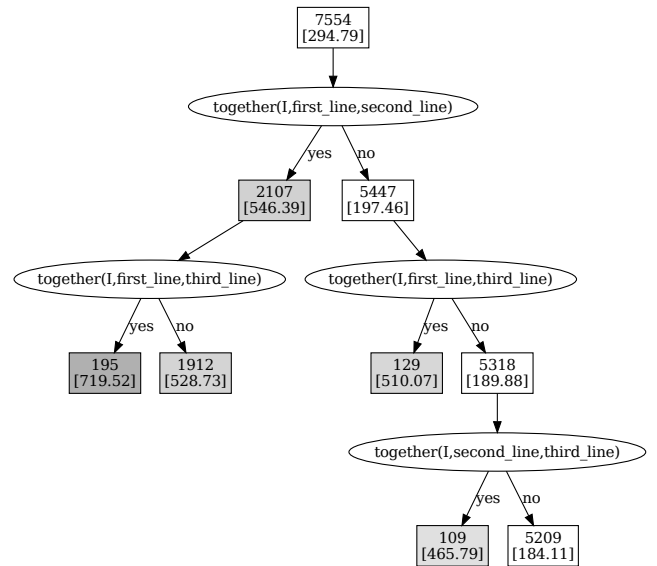 7554
[294.79]
together(I,first_line,second_line)
yes
no
2107
[546.39]
5447
[197.46]
together(I,first_line,third_line)
together(I,first_line,third_line)
yes
no
yes
no
195
[719.52]
1912
[528.73]
129
[510.07]
5318
[189.88]
together(I,second_line,third_line)
yes
no
109
[465.79]
5209
[184.11]